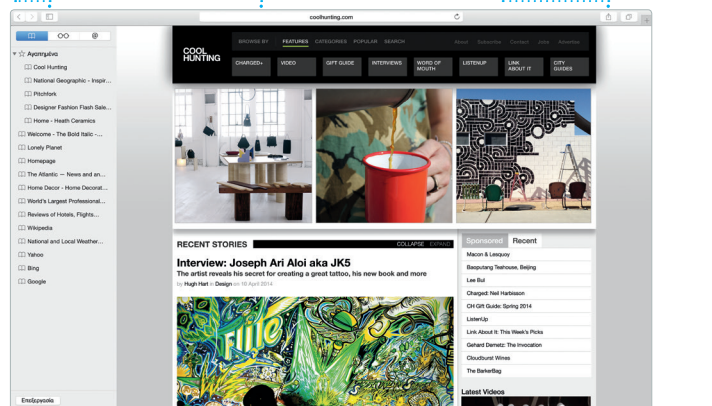 coolhunting.com
@
Αγαπημένα
Cool Hunting
National Geographic - Inspir...
Pitchfork
Designer Fashion Flash Sale...
Home - Heath Ceramics
Welcome - The Bold Italic -...
Lonely Planet
Homepage
The Atlantic — News and an...
Home Decor - Home Decorat...
World's Largest Professional...
Reviews of Hotels, Flights...
Wikipedia
National and Local Weather...
Yahoo
Bing
Google
Επεξεργασία
COOL
HUNTING
BROWSE BY FEATURES CATEGORIES POPULAR SEARCH
About Subscribe Contact Jobs Advertise
CHARGED+ VIDEO GIFT GUIDE INTERVIEWS WORD OF MOUTH LISTENUP LINK ABOUT IT CITY GUIDES
RECENT STORIES COLLAPSE EXPAND
Interview: Joseph Ari Aloi aka JK5
The artist reveals his secret for creating a great tattoo, his new book and more
by Hugh Hart in Design on 16 April 2014
Sponsored Recent
Macon & Lesquoy
Baoputang Teahouse, Beijing
Lee Bul
Charged: Neil Harbisson
CH Gift Guide: Spring 2014
ListenUp
Link About It: This Week's Picks
Gehard Demetz: The Invocation
Cloudburst Wines
The BarkerBag
Latest Videos